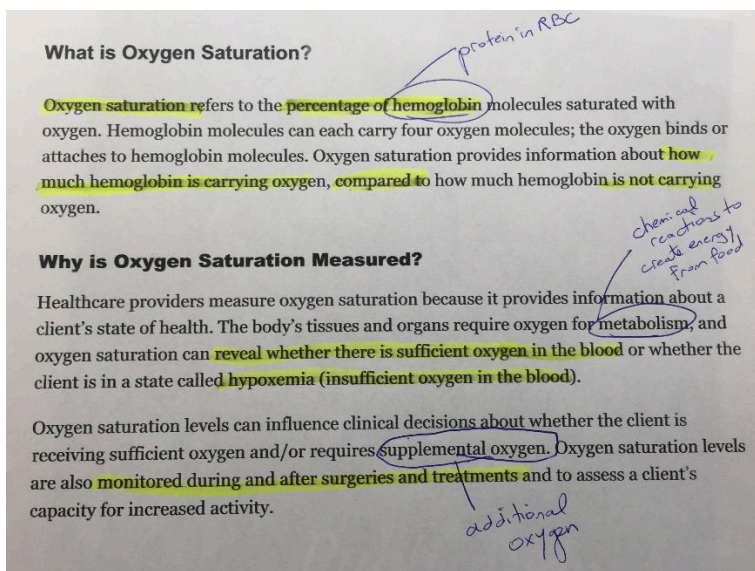 What is Oxygen Saturation?
protein in RBC
Oxygen saturation refers to the percentage of hemoglobin molecules saturated with
oxygen. Hemoglobin molecules can each carry four oxygen molecules; the oxygen binds or
attaches to hemoglobin molecules. Oxygen saturation provides information about how
much hemoglobin is carrying oxygen, compared to how much hemoglobin is not carrying
oxygen.
chemical
reactions to
create energy
from food
Why is Oxygen Saturation Measured?
Healthcare providers measure oxygen saturation because it provides information about a
client's state of health. The body's tissues and organs require oxygen for metabolism, and
oxygen saturation can reveal whether there is sufficient oxygen in the blood or whether the
client is in a state called hypoxemia (insufficient oxygen in the blood).
Oxygen saturation levels can influence clinical decisions about whether the client is
receiving sufficient oxygen and/or requires supplemental oxygen. Oxygen saturation levels
are also monitored during and after surgeries and treatments and to assess a client's
capacity for increased activity.
additional
oxygen